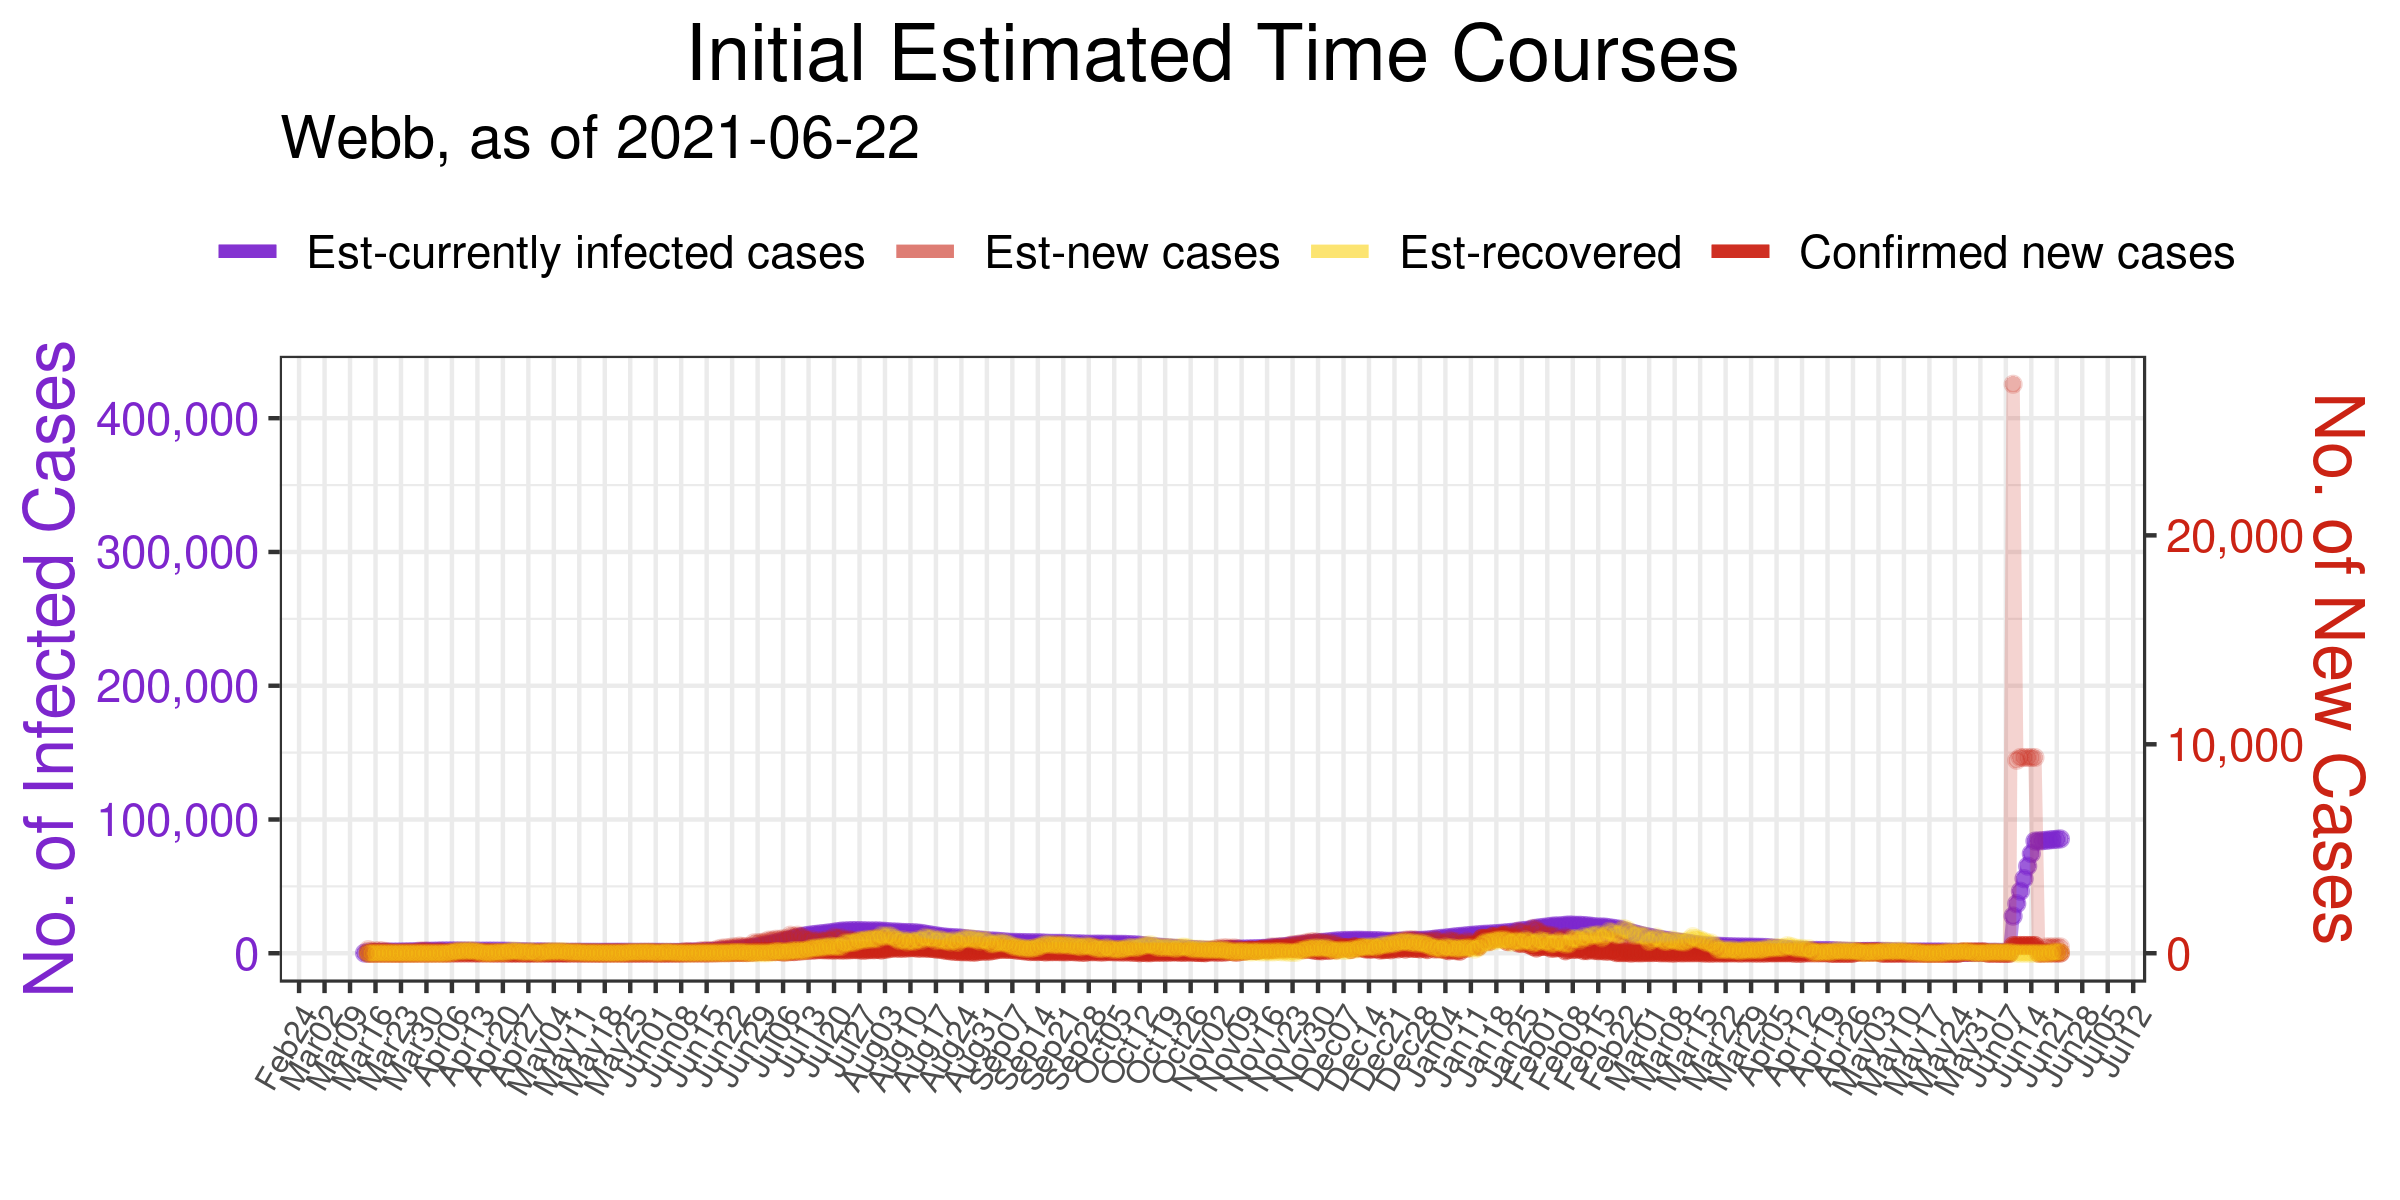 Initial Estimated Time Courses
Webb, as of 2021-06-22
Est-currently infected cases Est-new cases Est-recovered Confirmed new cases
No. of Infected Cases
400,000
300,000
200,000
100,000
0
No. of New Cases
20,000
10,000
0
Feb24
Mar02
Mar09
Mar16
Mar23
Mar30
Apr06
Apr13
Apr20
Apr27
May04
May11
May18
May25
Jun01
Jun08
Jun15
Jun22
Jun29
Jul06
Jul13
Jul20
Jul27
Aug03
Aug10
Aug17
Aug24
Aug31
Sep07
Sep14
Sep21
Sep28
Oct05
Oct12
Oct19
Oct26
Nov02
Nov09
Nov16
Nov23
Nov30
Dec07
Dec14
Dec21
Dec28
Jan04
Jan11
Jan18
Jan25
Feb01
Feb08
Feb15
Feb22
Mar01
Mar08
Mar15
Mar22
Mar29
Apr05
Apr12
Apr19
Apr26
May03
May10
May17
May24
May31
Jun07
Jun14
Jun21
Jun28
Jul05
Jul12